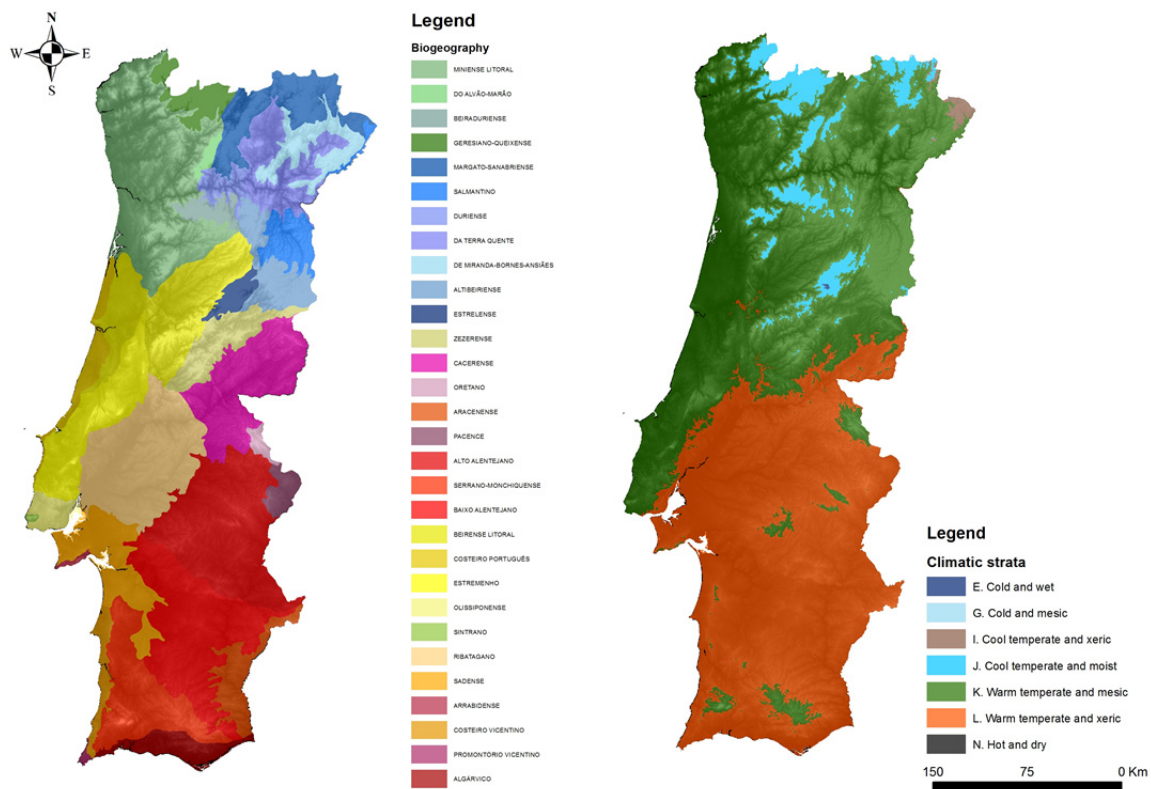 N
W E
S
Legend
Biogeography
MINIENSE LITORAL
DO ALVÃO-MARÃO
BEIRADURIENSE
GERESIANO-QUEIXENSE
MARGATO-SANABRIENSE
SALMANTINO
DURIENSE
DA TERRA QUENTE
DE MIRANDA-BORNES-ANSIÃES
ALTIBEIRIENSE
ESTRELENSE
ZEZERENSE
CACERENSE
ORETANO
ARACENENSE
PACENCE
ALTO ALENTEJANO
SERRANO-MONCHIQUENSE
BAIXO ALENTEJANO
BEIRENSE LITORAL
COSTEIRO PORTUGUÊS
ESTREMENHO
OLISSIPONENSE
SINTRANO
RIBATAGANO
SADENSE
ARRABIDENSE
COSTEIRO VICENTINO
PROMONTÓRIO VICENTINO
ALGÁRVICO
Legend
Climatic strata
E. Cold and wet
G. Cold and mesic
I. Cool temperate and xeric
J. Cool temperate and moist
K. Warm temperate and mesic
L. Warm temperate and xeric
N. Hot and dry
150 75 0 Km